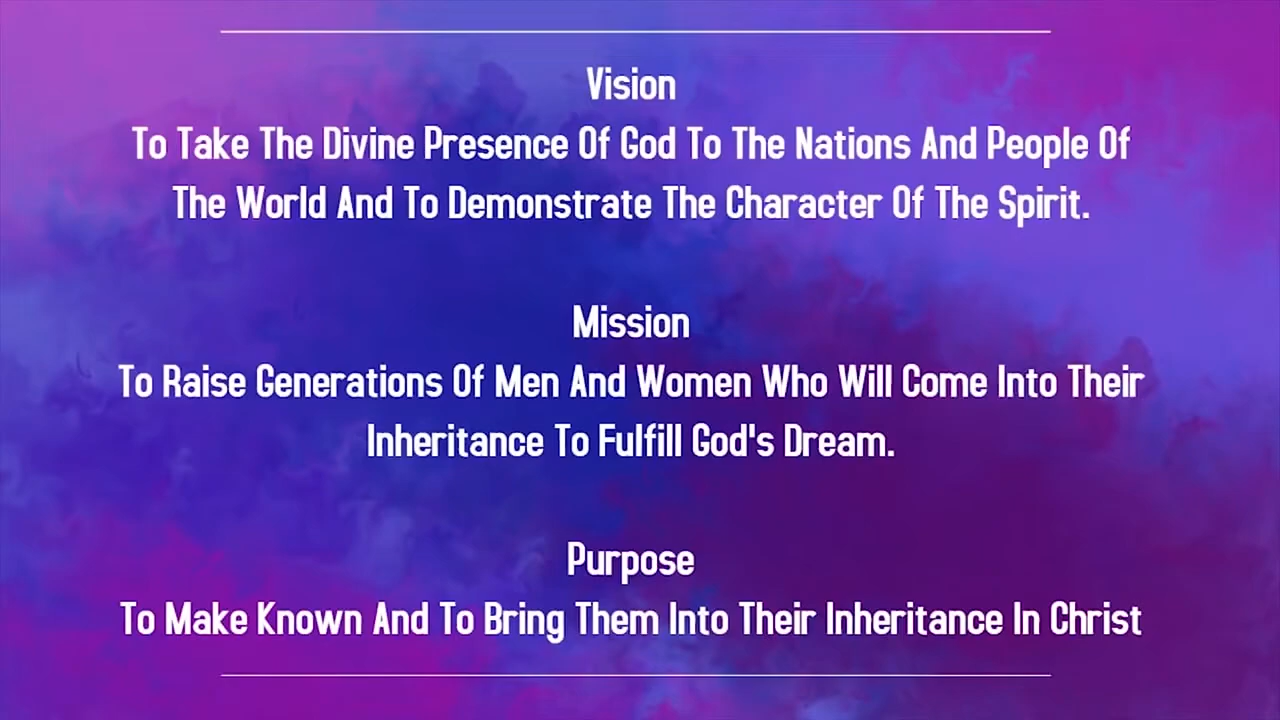 Vision
To Take The Divine Presence Of God To The Nations And People Of
The World And To Demonstrate The Character Of The Spirit.
Mission
To Raise Generations Of Men And Women Who Will Come Into Their
Inheritance To Fulfill God's Dream.
Purpose
To Make Known And To Bring Them Into Their Inheritance In Christ